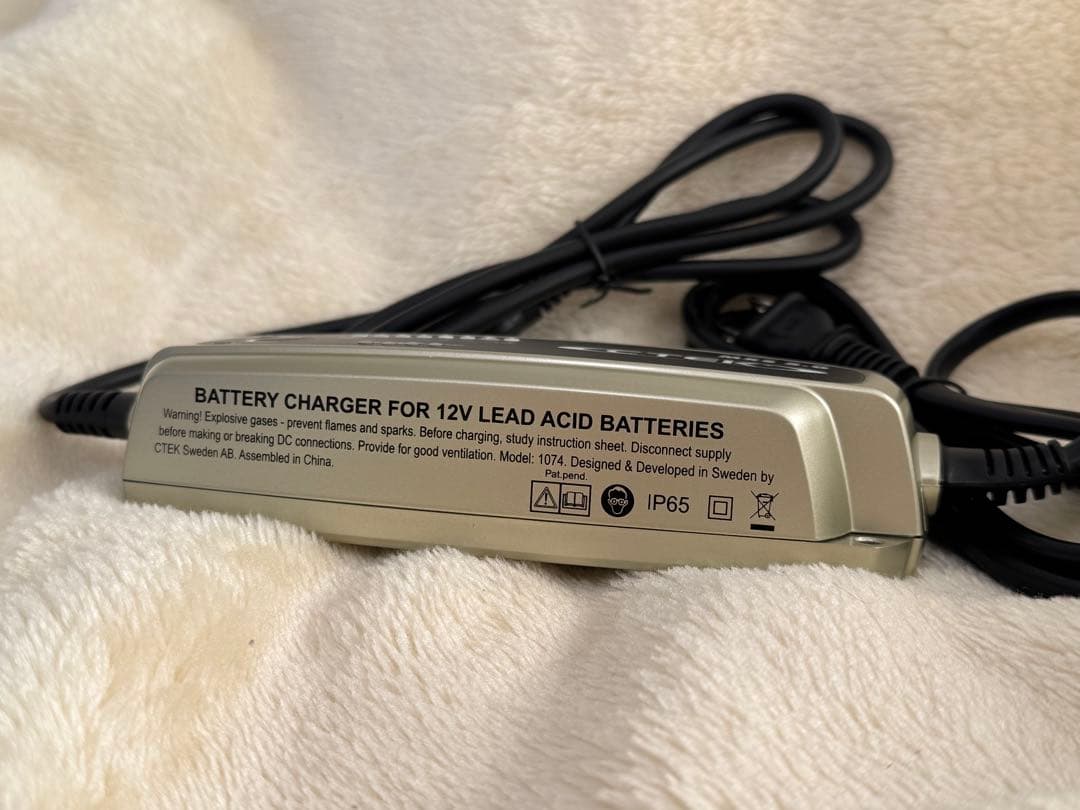 CTEK
BATTERY CHARGER FOR 12V LEAD ACID BATTERIES
Warning! Explosive gases - prevent flames and sparks. Before charging, study instruction sheet. Disconnect supply
before making or breaking DC connections. Provide for good ventilation. Model: 1074. Designed & Developed in Sweden by
CTEK Sweden AB. Assembled in China.
Pat.pend.
IP65